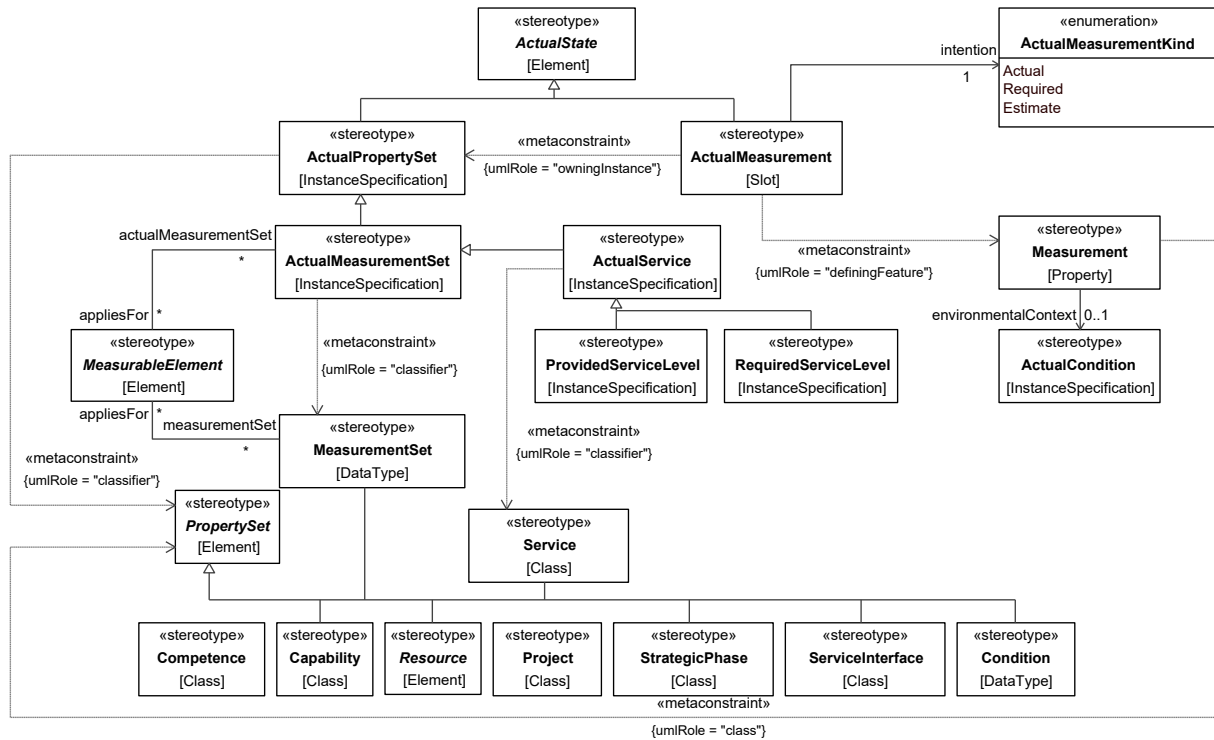 «stereotype»
ActualState
[Element]
«enumeration»
ActualMeasurementKind
Actual
Required
Estimate
intention
1
«stereotype»
ActualPropertySet
[InstanceSpecification]
«metaconstraint»
{umlRole = "owningInstance"}
«stereotype»
ActualMeasurement
[Slot]
actualMeasurementSet
*
«stereotype»
ActualMeasurementSet
[InstanceSpecification]
«stereotype»
ActualService
[InstanceSpecification]
«metaconstraint»
{umlRole = "definingFeature"}
«stereotype»
Measurement
[Property]
environmentalContext
0..1
appliesFor
*
«stereotype»
MeasurableElement
[Element]
«metaconstraint»
{umlRole = "classifier"}
«stereotype»
ProvidedServiceLevel
[InstanceSpecification]
«stereotype»
RequiredServiceLevel
[InstanceSpecification]
«stereotype»
ActualCondition
[InstanceSpecification]
appliesFor
*
measurementSet
*
«stereotype»
MeasurementSet
[DataType]
«metaconstraint»
{umlRole = "classifier"}
«metaconstraint»
{umlRole = "classifier"}
«stereotype»
PropertySet
[Element]
«stereotype»
Service
[Class]
«stereotype»
Competence
[Class]
«stereotype»
Capability
[Class]
«stereotype»
Resource
[Element]
«stereotype»
Project
[Class]
«stereotype»
StrategicPhase
[Class]
«stereotype»
ServiceInterface
[Class]
«stereotype»
Condition
[DataType]
«metaconstraint»
{umlRole = "class"}